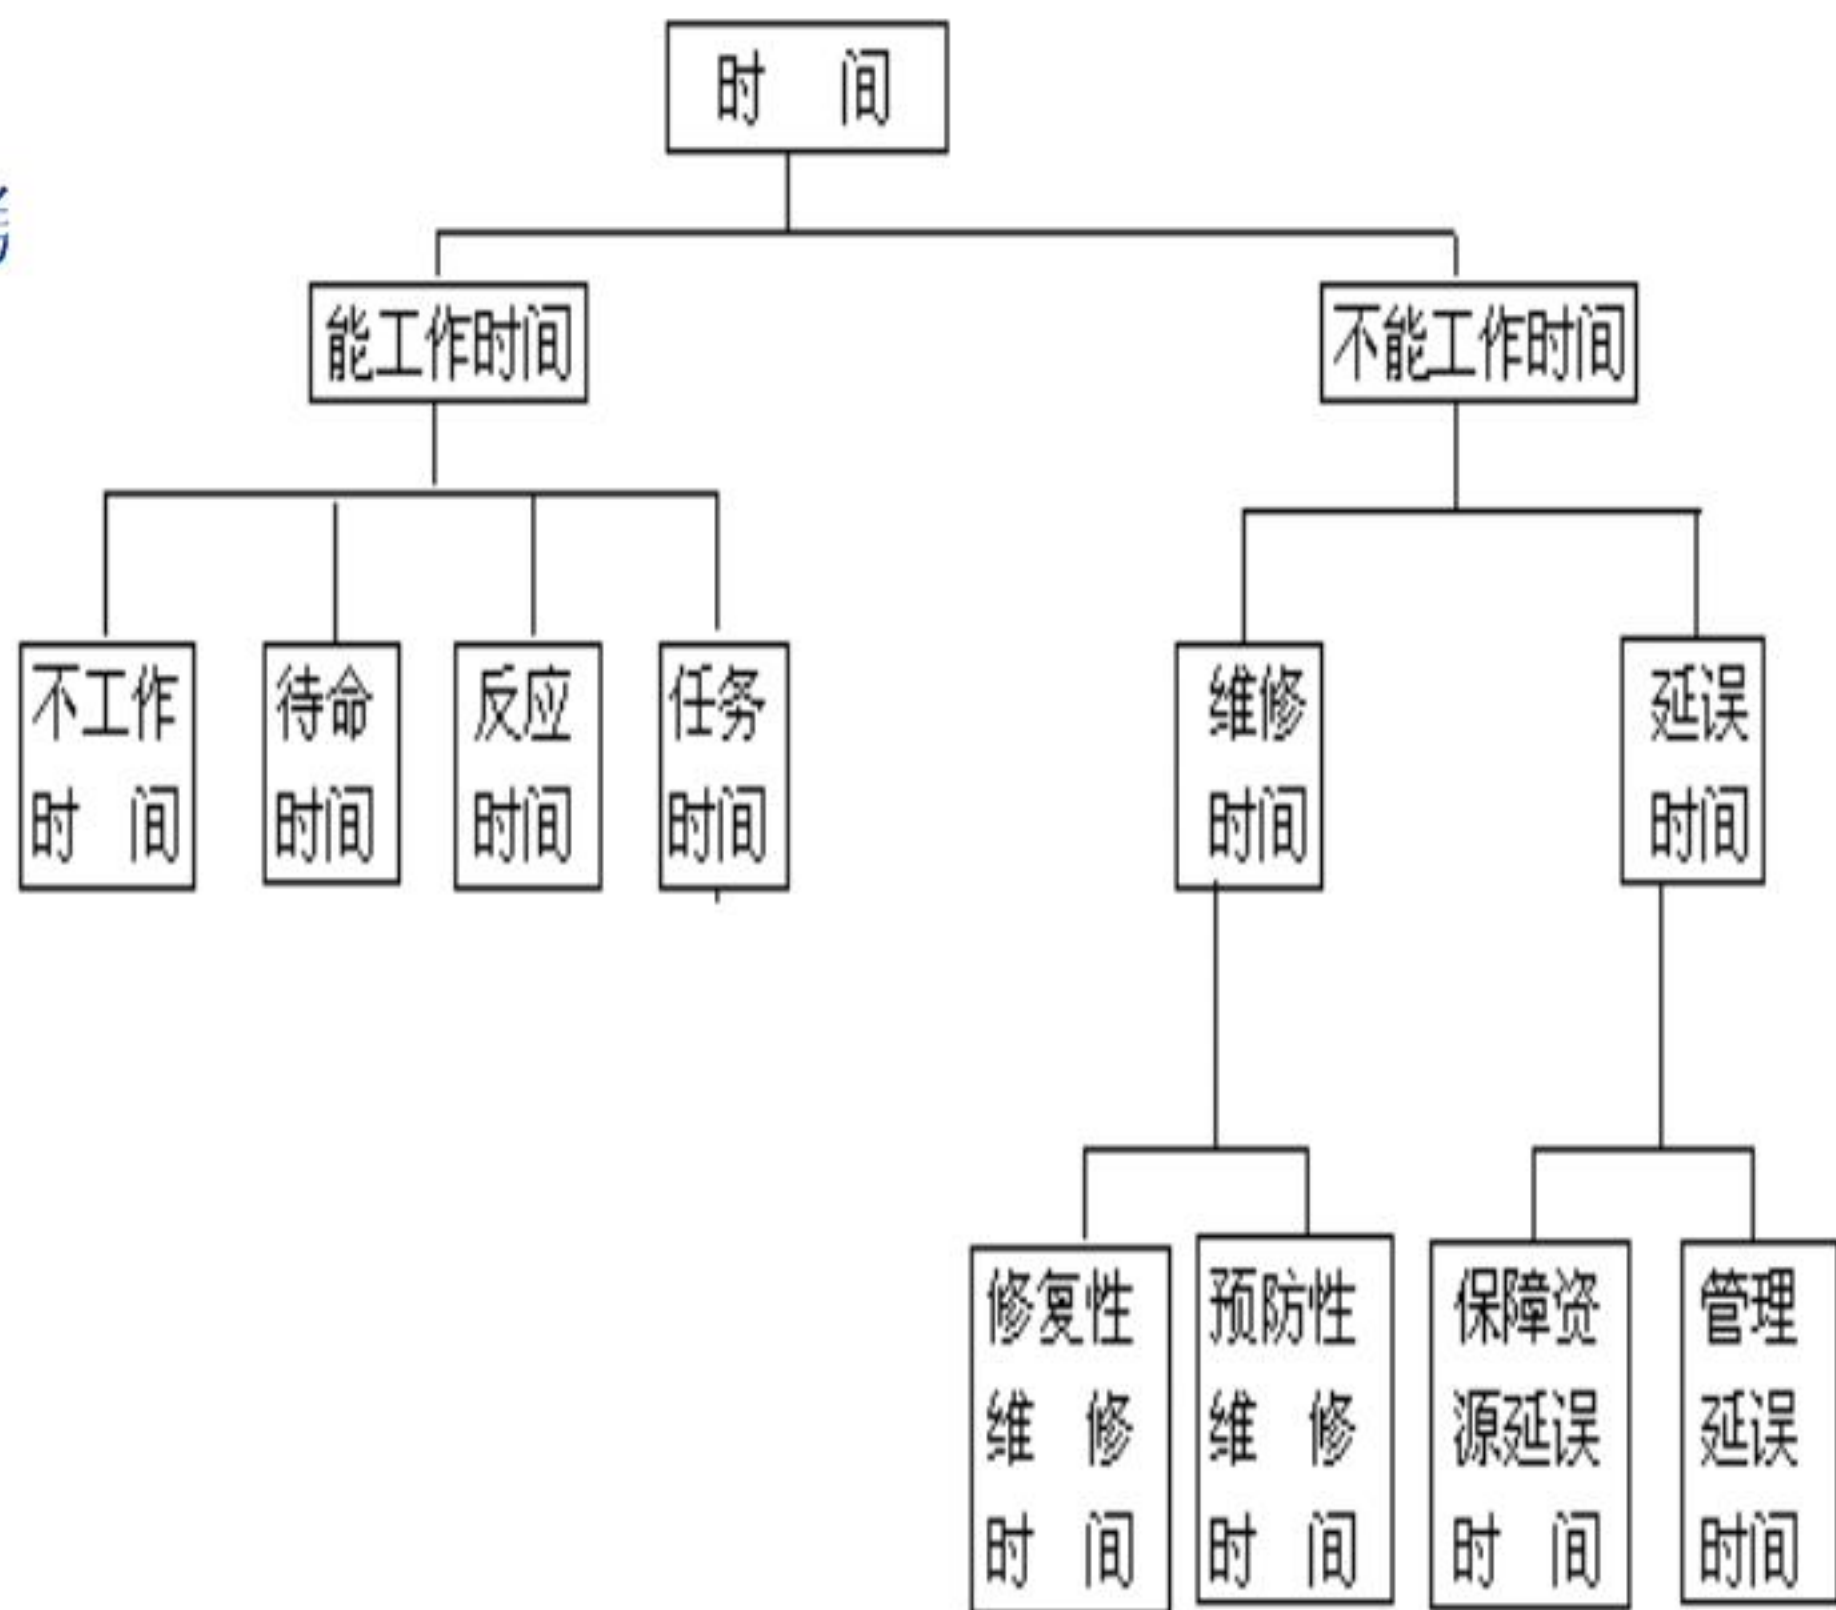 时 间
能工作时间
不能工作时间
不工作
时 间
待命
时间
反应
时间
任务
时间
维修
时间
延误
时间
修复性
维 修
时 间
预防性
维 修
时 间
保障资
源延误
时 间
管理
延误
时间